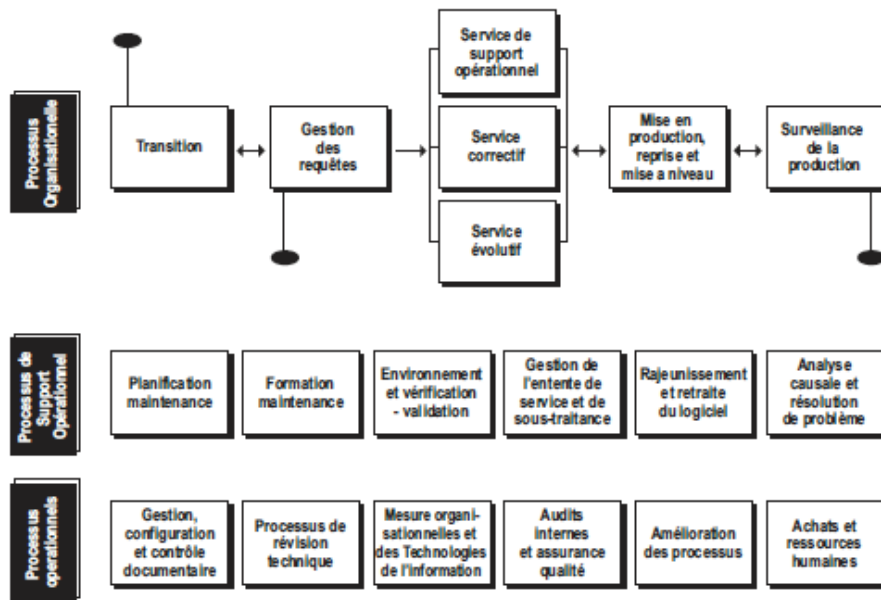 Processus
Organisationelle
Transition
Gestion
des
requêtes
Service de
support
opérationnel
Service
correctif
Service
évolutif
Mise en
production,
reprise et
mise a niveau
Surveillance
de la
production
Processus de
Support
Opérationnel
Planification
maintenance
Formation
maintenance
Environnement
et vérification
- validation
Gestion de
l'entente de
service et de
sous-traitance
Rajeunissement
et retraite
du logiciel
Analyse
causale et
résolution
de problème
Processus
operationnels
Gestion,
configuration
et contrôle
documentaire
Processus de
révision
technique
Mesure organi-
sationnelles et
des Technologies
de l'information
Audits
internes
et assurance
qualité
Amélioration
des processus
Achats et
ressources
humaines